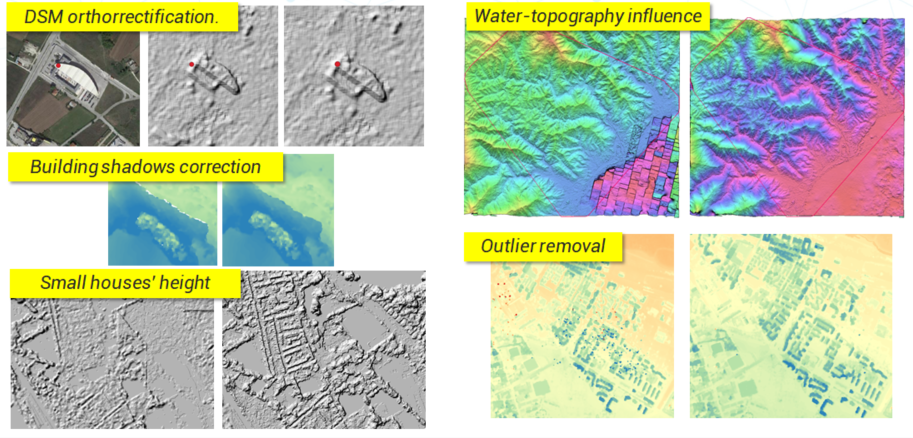 DSM orthorrectification.
Water-topography influence
Building shadows correction
Outlier removal
Small houses' height